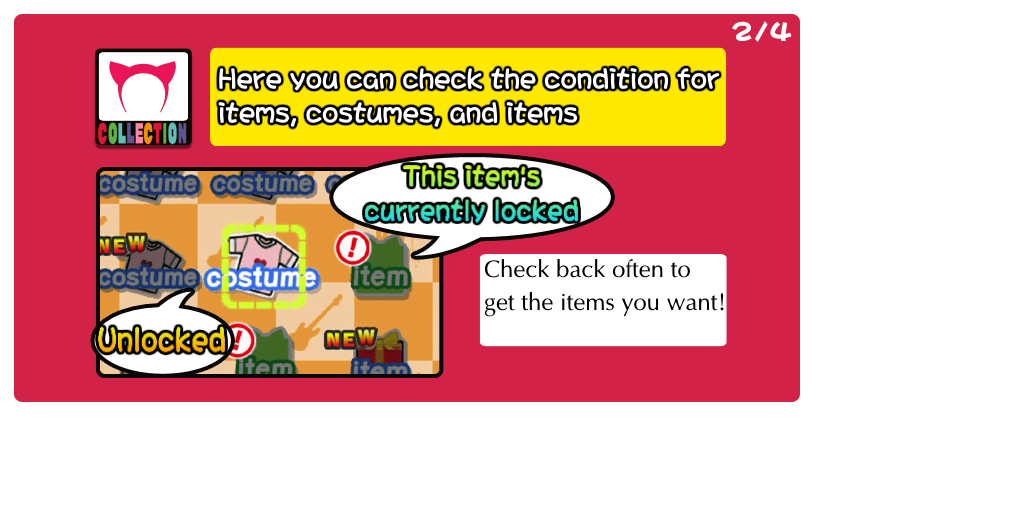 2/4
Here you can check the condition for
items, costumes, and items
COLLECTION
This item's
currently locked
costume costume
NEW
costume costume item
Check back often to
get the items you want!
Unlocked
NEW
item item